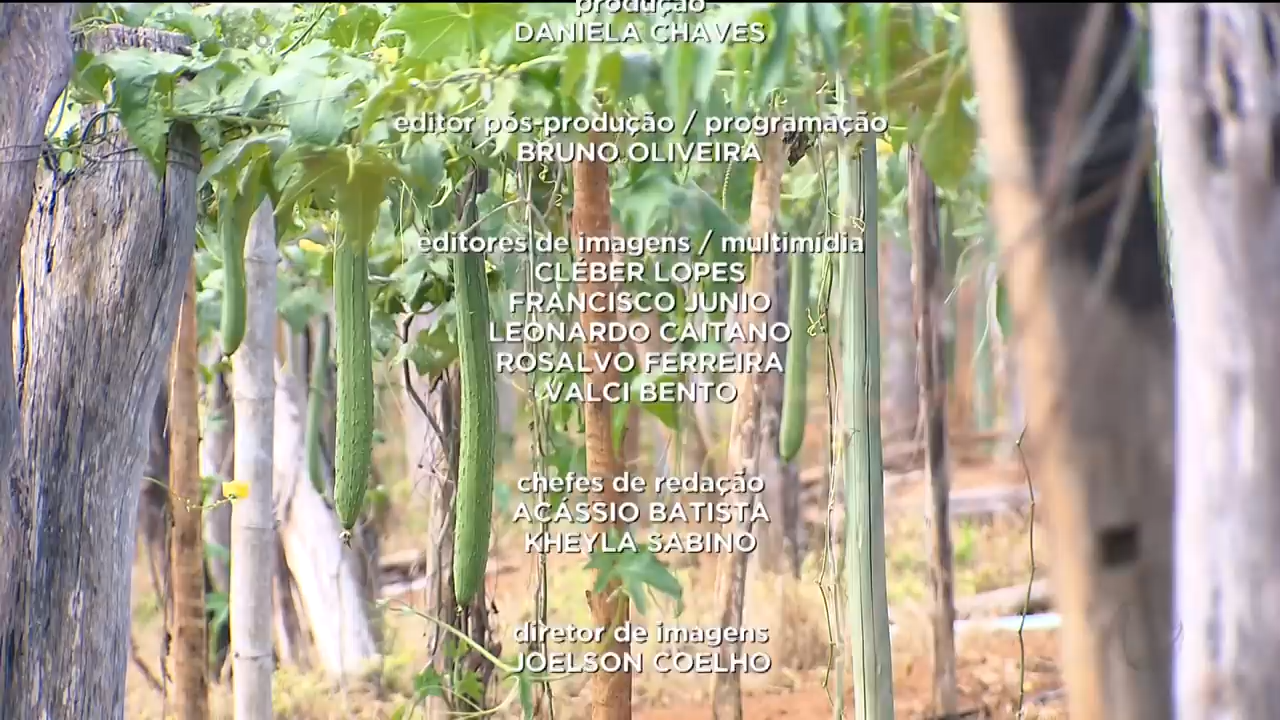 produção
DANIELA CHAVES
editor pós-produção / programação
BRUNO OLIVEIRA
editores de imagens / multimídia
CLÉBER LOPES
FRANCISCO JUNIO
LEONARDO CAITANO
ROSALVO FERREIRA
VALCI BENTO
chefes de redação
ACÁSSIO BATISTA
KHEYLA SABINO
diretor de imagens
JOELSON COELHO